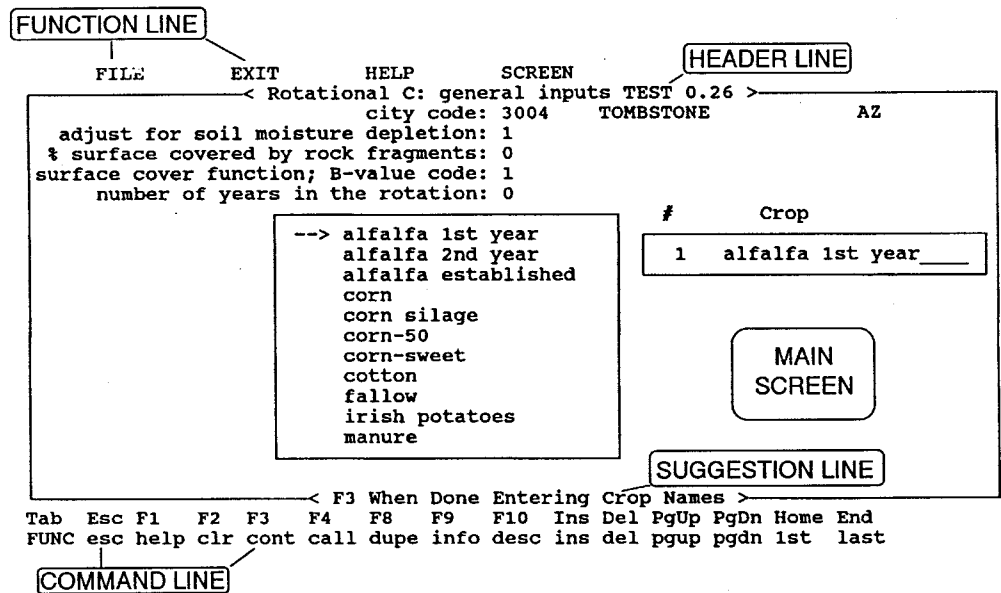 FUNCTION LINE
FILE EXIT HELP SCREEN
HEADER LINE
< Rotational C: general inputs TEST 0.26 >
city code: 3004 TOMBSTONE AZ
adjust for soil moisture depletion: 1
% surface covered by rock fragments: 0
surface cover function; B-value code: 1
number of years in the rotation: 0
# Crop
--> alfalfa 1st year
alfalfa 2nd year
1 alfalfa 1st year____
alfalfa established
corn
corn silage
corn-50
corn-sweet
cotton
fallow
irish potatoes
manure
MAIN
SCREEN
SUGGESTION LINE
< F3 When Done Entering Crop Names >
Tab Esc F1 F2 F3 F4 F8 F9 F10 Ins Del PgUp PgDn Home End
FUNC esc help clr cont call dupe info desc ins del pgup pgdn 1st last
COMMAND LINE